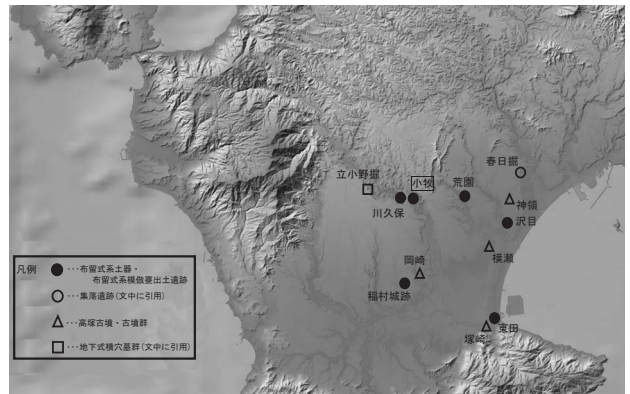 春日掘
立小野掘
小牧
荒園
神領
川久保
沢目
横瀬
岡崎
稲村城跡
塚崎
東田
凡例
●・・・布留式系土器・
布留式系模倣甕出土遺跡
○・・・集落遺跡(文中に引用)
△・・・高塚古墳・古墳群
□・・・地下式横穴墓群(文中に引用)